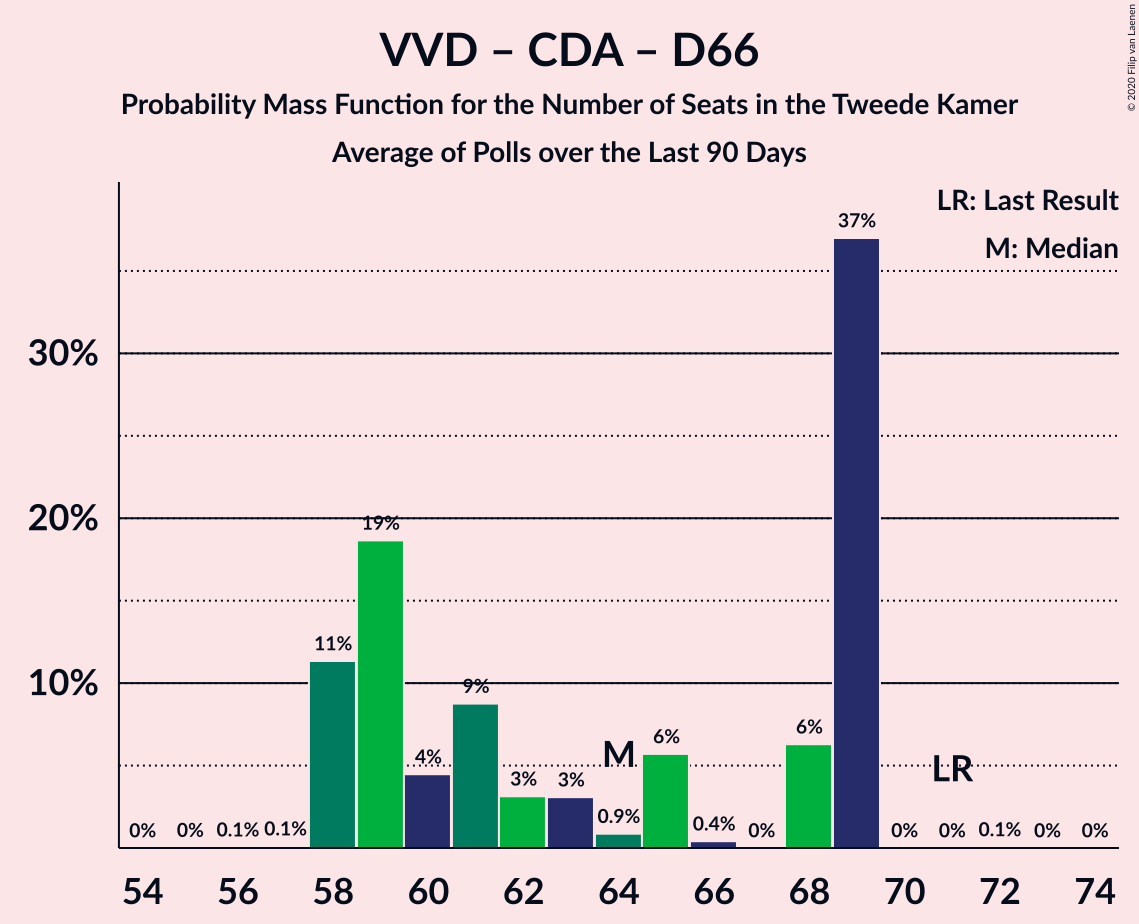 VVD – CDA – D66
Probability Mass Function for the Number of Seats in the Tweede Kamer
Average of Polls over the Last 90 Days
© 2020 Filip van Laenen
LR: Last Result
M: Median
30%
20%
10%
0%
0%
0.1%
0.1%
11%
19%
4%
9%
3%
3%
0.9%
M
6%
0.4%
0%
6%
37%
0%
0%
LR
0.1%
0%
0%
54 56 58 60 62 64 66 68 70 72 74